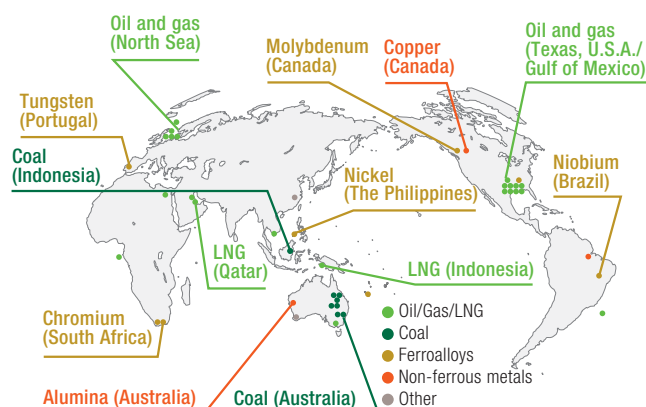 Oil and gas
(North Sea)
Molybdenum
(Canada)
Copper
(Canada)
Oil and gas
(Texas, U.S.A./
Gulf of Mexico)
Tungsten
(Portugal)
Coal
(Indonesia)
Nickel
(The Philippines)
Niobium
(Brazil)
LNG
(Qatar)
LNG (Indonesia)
Chromium
(South Africa)
Oil/Gas/LNG
Coal
Ferroalloys
Non-ferrous metals
Other
Alumina (Australia)
Coal (Australia)